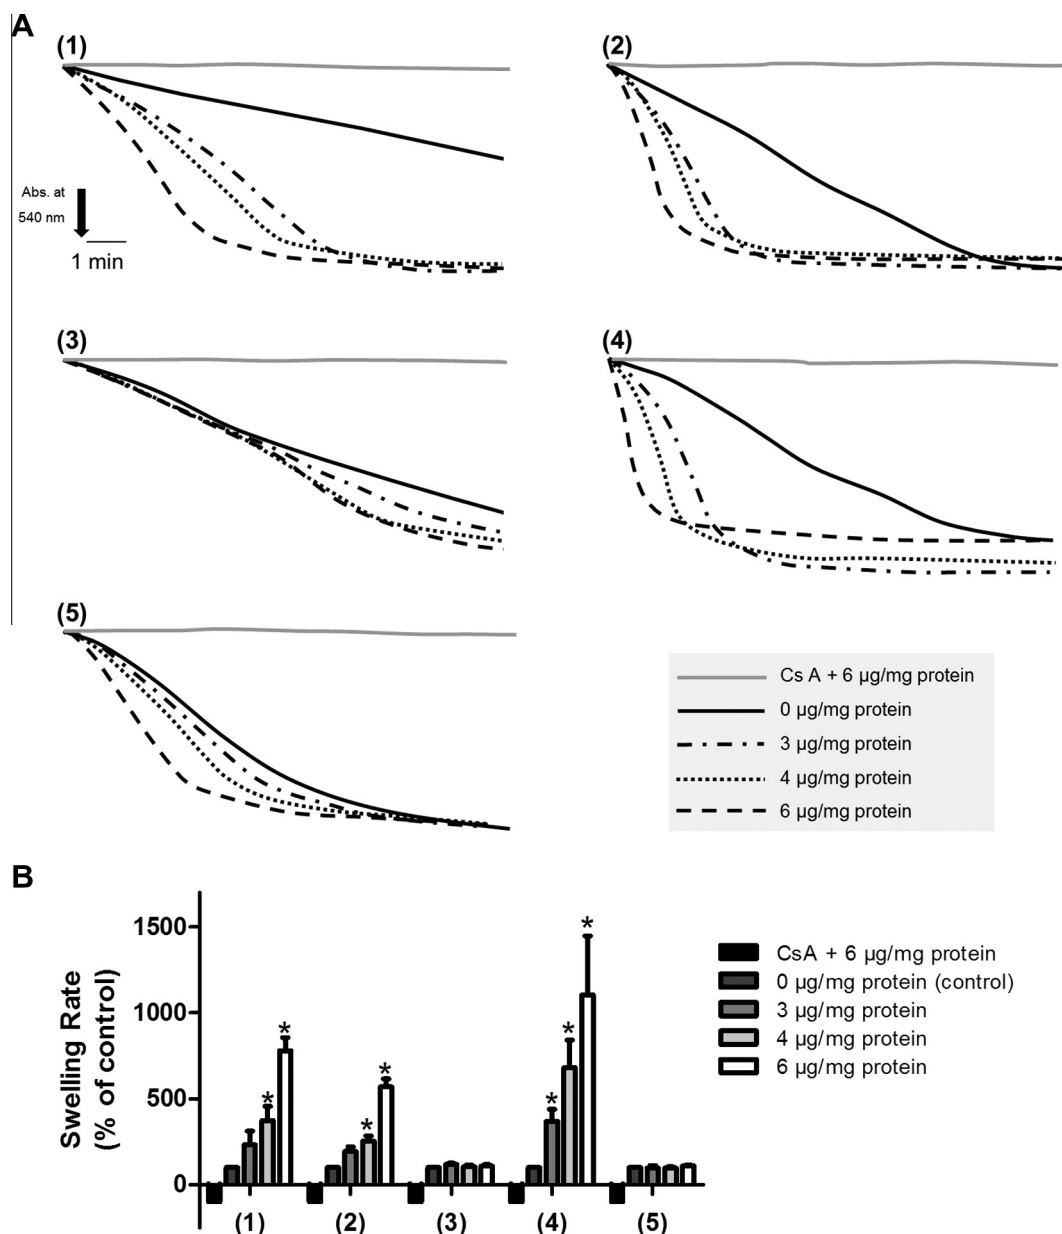 A
(1)
(2)
Abs. at
540 nm
1 min
(3)
(4)
(5)
Cs A + 6 µg/mg protein
0 µg/mg protein
3 µg/mg protein
4 µg/mg protein
6 µg/mg protein
B
Swelling Rate
(% of control)
1500
1000
500
0
*
*
*
*
*
*
*
(1)
(2)
(3)
(4)
(5)
CsA + 6 µg/mg protein
0 µg/mg protein (control)
3 µg/mg protein
4 µg/mg protein
6 µg/mg protein